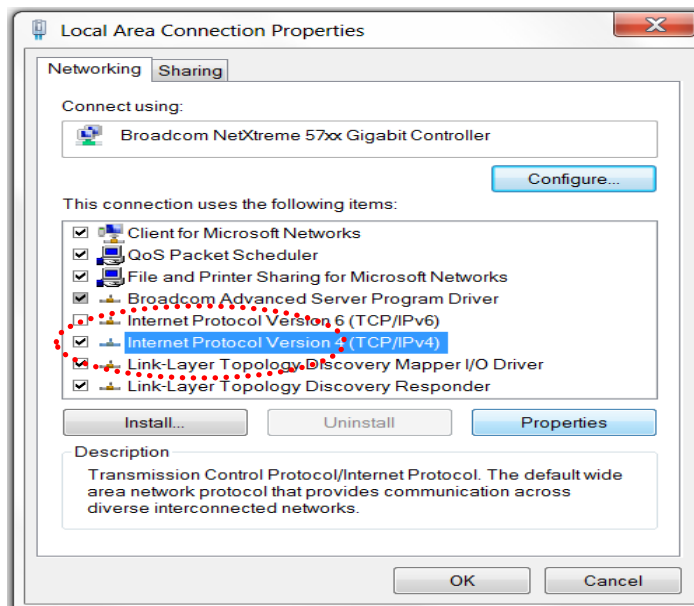 Local Area Connection Properties
Networking
Sharing
Connect using:
Broadcom NetXtreme 57xx Gigabit Controller
Configure...
This connection uses the following items:
Client for Microsoft Networks
QoS Packet Scheduler
File and Printer Sharing for Microsoft Networks
Broadcom Advanced Server Program Driver
Internet Protocol Version 6 (TCP/IPv6)
Internet Protocol Version 4 (TCP/IPv4)
Link-Layer Topology Discovery Mapper I/O Driver
Link-Layer Topology Discovery Responder
Install...
Uninstall
Properties
Description
Transmission Control Protocol/Internet Protocol. The default wide
area network protocol that provides communication across
diverse interconnected networks.
OK
Cancel